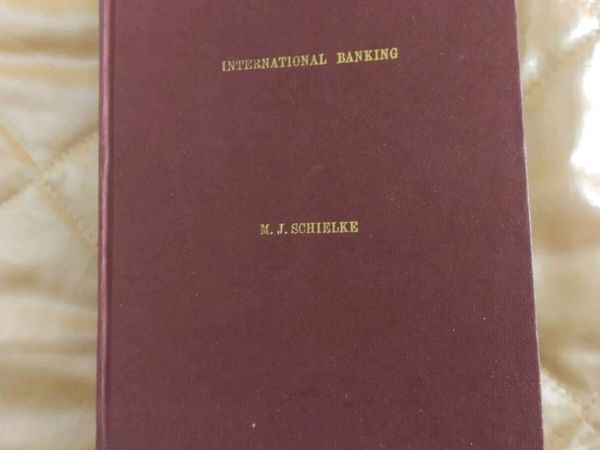 INTERNATIONAL BANKING
M. J. SCHIELKE